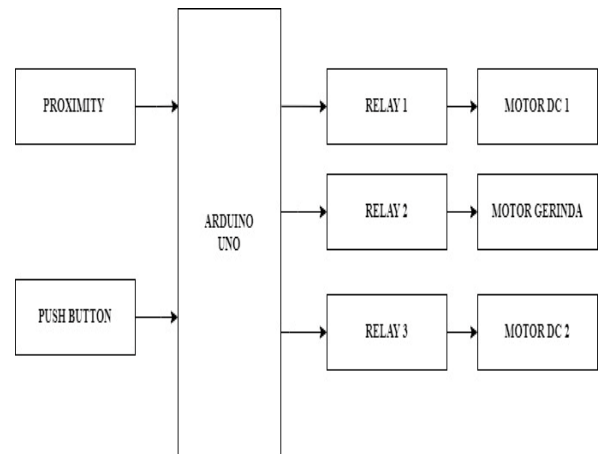 PROXIMITY
PUSH BUTTON
ARDUINO
UNO
RELAY 1
MOTOR DC 1
RELAY 2
MOTOR GERINDA
RELAY 3
MOTOR DC 2